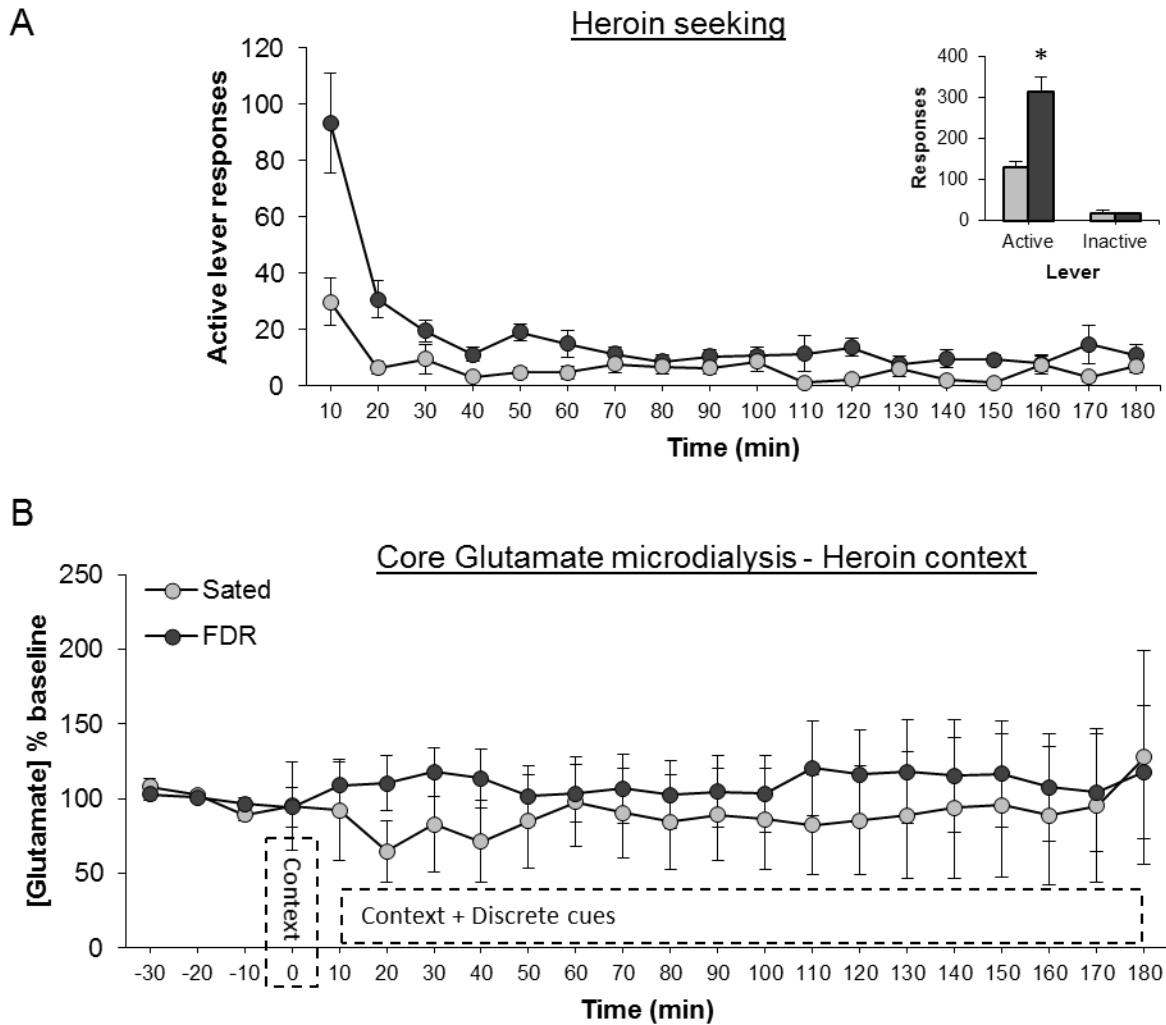 A
Heroin seeking
Active lever responses
120
100
80
60
40
20
0
10 20 30 40 50 60 70 80 90 100 110 120 130 140 150 160 170 180
Time (min)
Responses
400
300
200
100
0
*
Active Inactive
Lever
B
Core Glutamate microdialysis - Heroin context
[Glutamate] % baseline
250
200
150
100
50
0
Sated
FDR
Context
Context + Discrete cues
-30 -20 -10 0 10 20 30 40 50 60 70 80 90 100 110 120 130 140 150 160 170 180
Time (min)